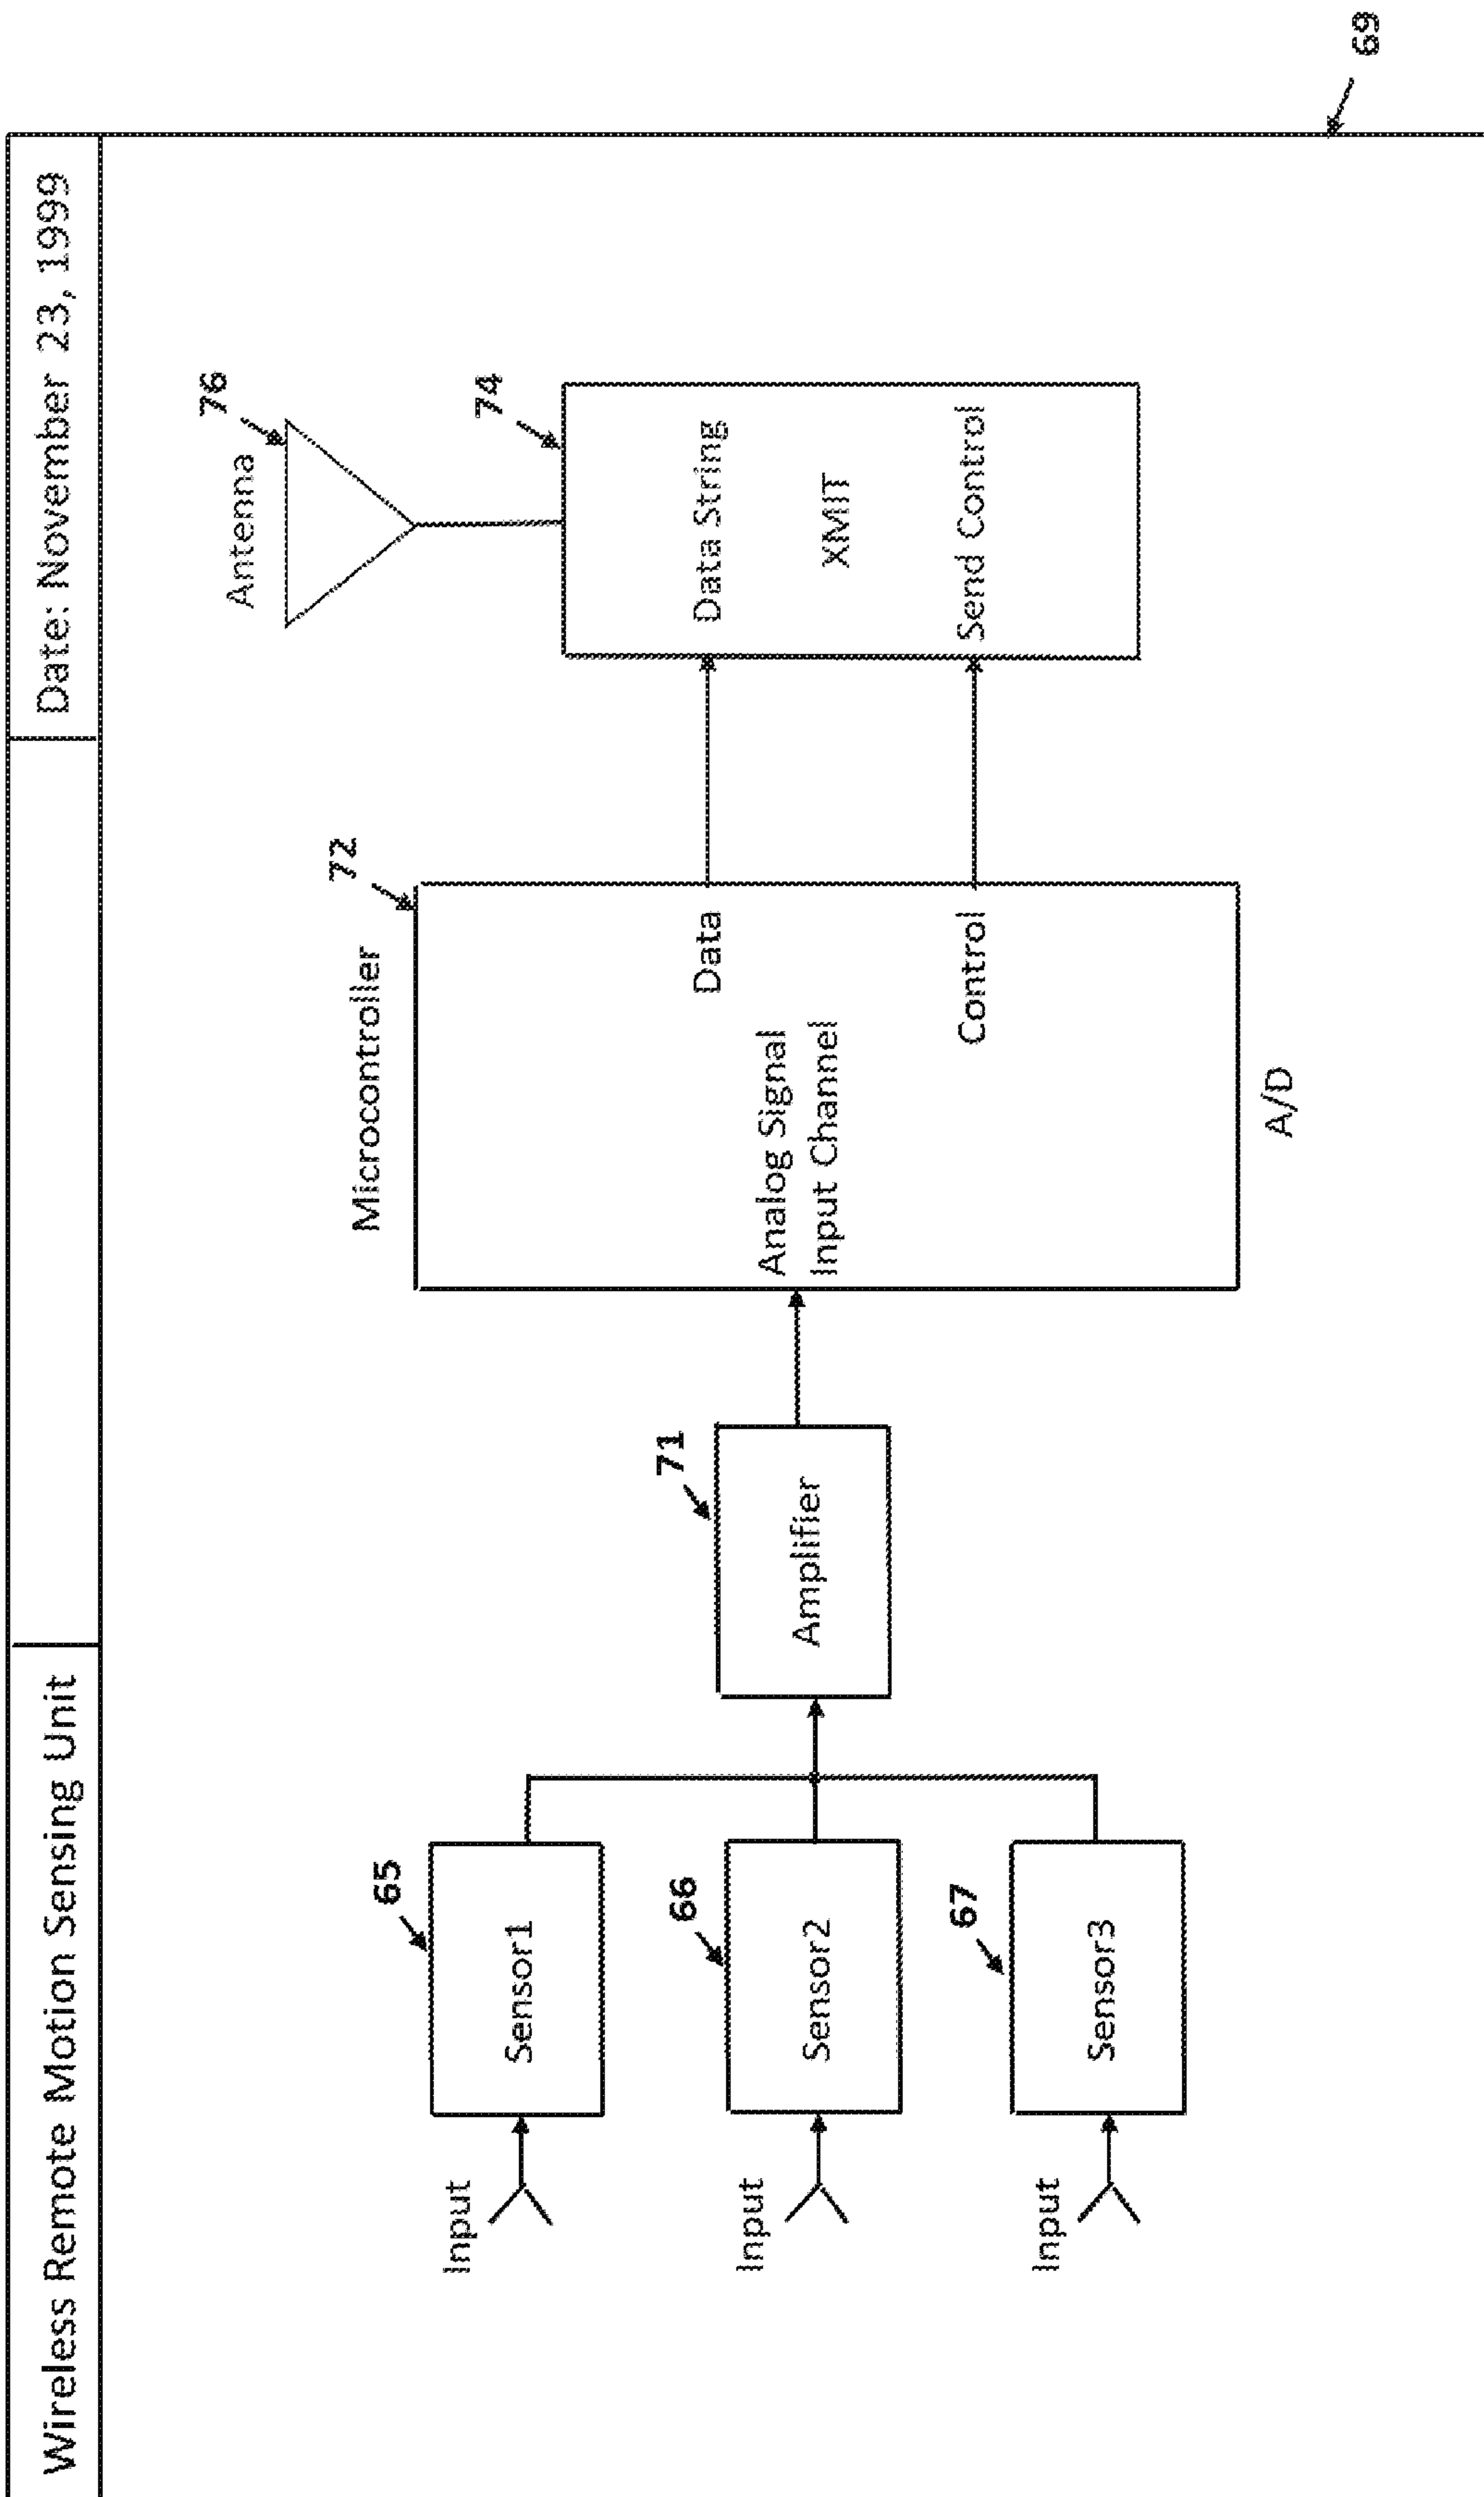 Wireless Remote Motion Sensing Unit
Date: November 23, 1999
69
Antenna
76
74
Data String
XMIT
Send Control
Microcontroller
72
Data
Analog Signal
Input Channel
Control
A/D
71
Amplifier
65
Sensor1
Input
66
Sensor2
Input
67
Sensor3
Input